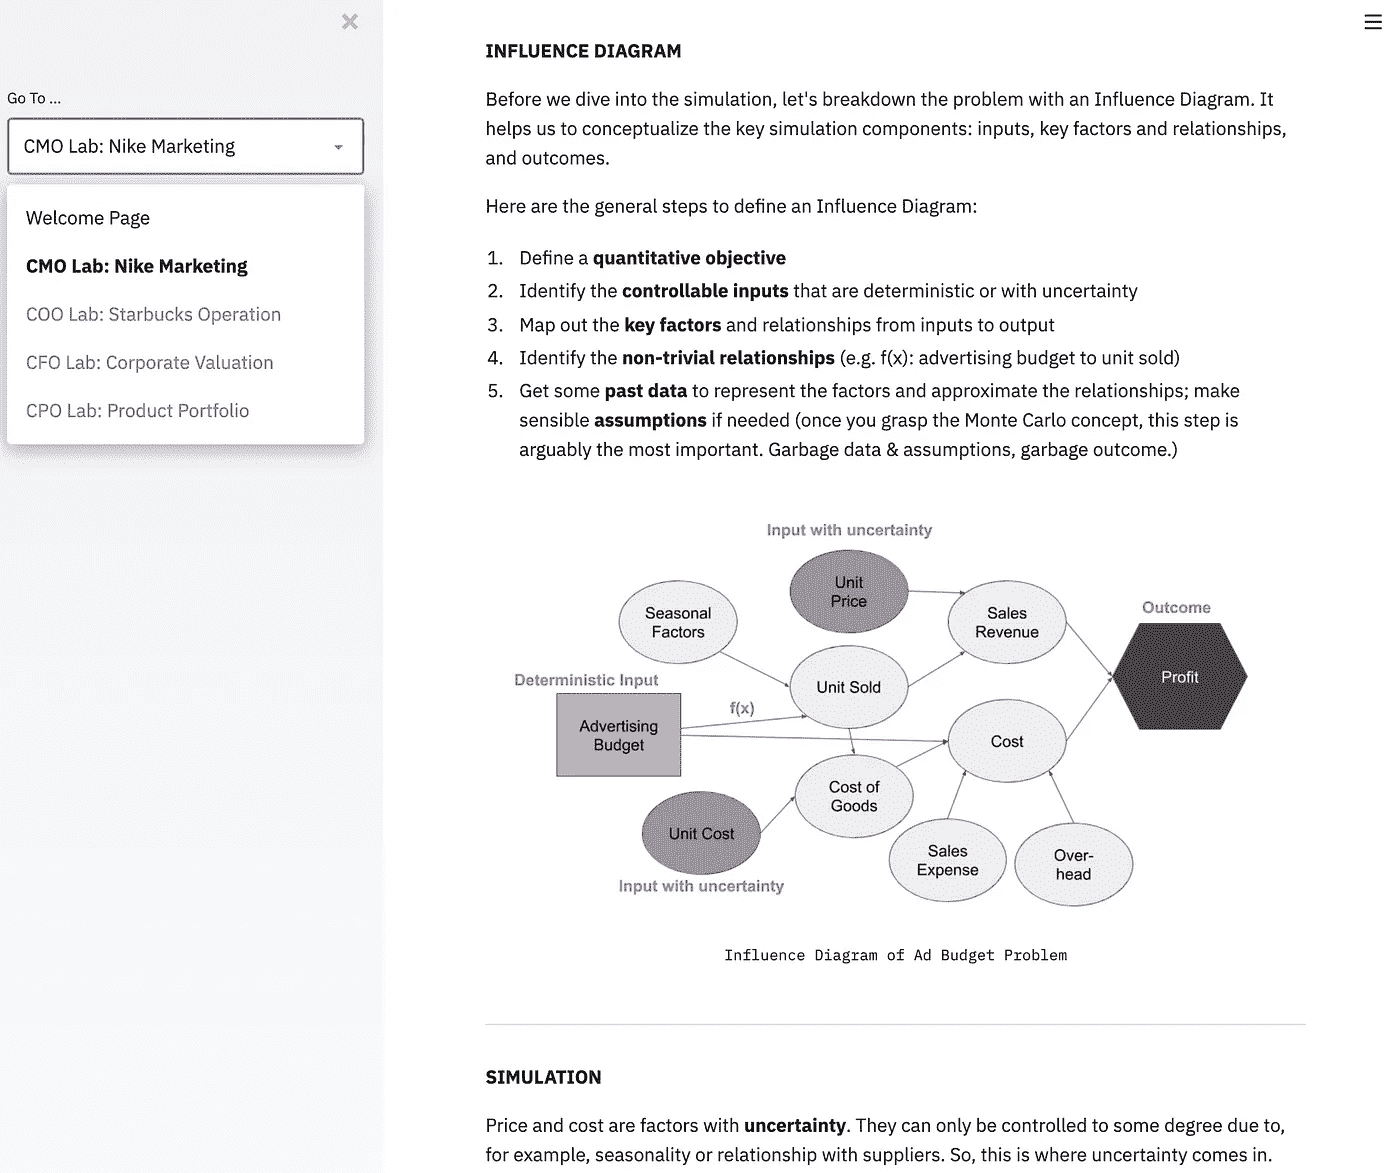 ×
Go To ...
CMO Lab: Nike Marketing
Welcome Page
CMO Lab: Nike Marketing
COO Lab: Starbucks Operation
CFO Lab: Corporate Valuation
CPO Lab: Product Portfolio
INFLUENCE DIAGRAM
Before we dive into the simulation, let's breakdown the problem with an Influence Diagram. It
helps us to conceptualize the key simulation components: inputs, key factors and relationships,
and outcomes.
Here are the general steps to define an Influence Diagram:
1. Define a quantitative objective
2. Identify the controllable inputs that are deterministic or with uncertainty
3. Map out the key factors and relationships from inputs to output
4. Identify the non-trivial relationships (e.g. f(x): advertising budget to unit sold)
5. Get some past data to represent the factors and approximate the relationships; make
sensible assumptions if needed (once you grasp the Monte Carlo concept, this step is
arguably the most important. Garbage data & assumptions, garbage outcome.)
Input with uncertainty
Unit
Price
Seasonal
Factors
Sales
Revenue
Outcome
Profit
Deterministic Input
Unit Sold
f(x)
Advertising
Budget
Cost
Cost of
Goods
Unit Cost
Input with uncertainty
Sales
Expense
Over-
head
Influence Diagram of Ad Budget Problem
SIMULATION
Price and cost are factors with uncertainty. They can only be controlled to some degree due to,
for example, seasonality or relationship with suppliers. So, this is where uncertainty comes in.